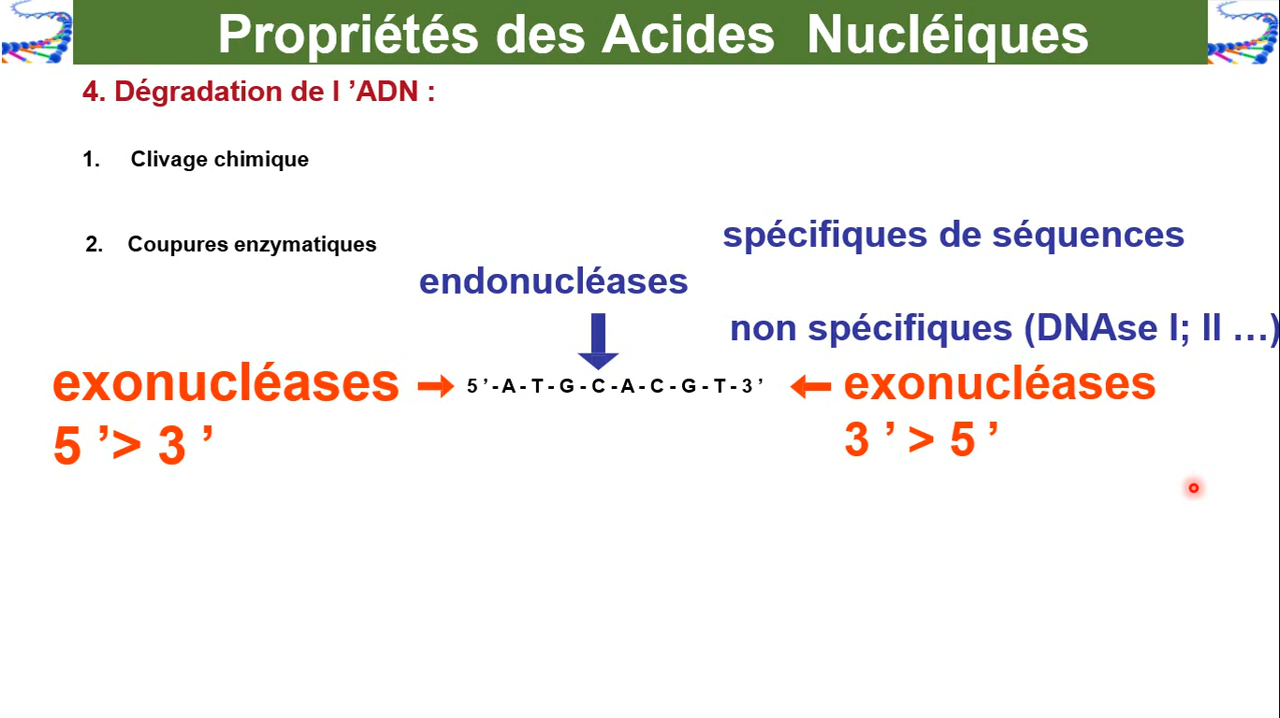 Propriétés des Acides  Nucléiques
4. Dégradation de l ’ADN :
1. Clivage chimique
2. Coupures enzymatiques
spécifiques de séquences
endonucléases
non spécifiques (DNAse I; II ...)
exonucléases
5 ’> 3 ’
5 ’- A - T - G - C - A - C - G - T - 3 ’
exonucléases
3 ’ > 5 ’